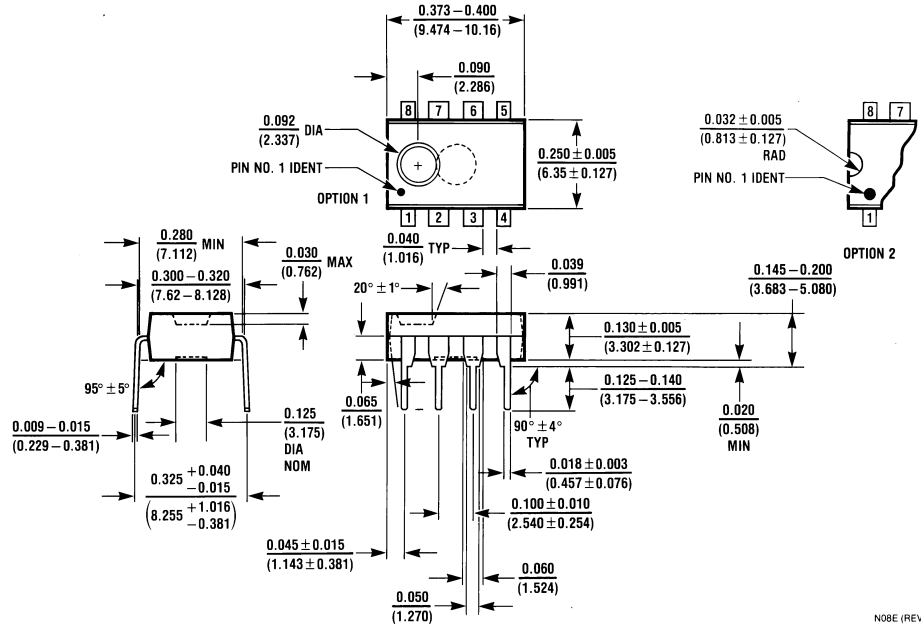 0.373 – 0.400
(9.474 – 10.16)
0.090
(2.286)
8 7 6 5
0.092 DIA
(2.337)
PIN NO. 1 IDENT
OPTION 1
1 2 3 4
0.250 ± 0.005
(6.35 ± 0.127)
8 7
0.032 ± 0.005
(0.813 ± 0.127)
RAD
PIN NO. 1 IDENT
1
OPTION 2
0.280 MIN
(7.112)
0.300 – 0.320
(7.62 – 8.128)
0.030 MAX
(0.762)
0.040 TYP
(1.016)
20° ± 1°
0.039
(0.991)
0.145 – 0.200
(3.683 – 5.080)
0.130 ± 0.005
(3.302 ± 0.127)
0.125 – 0.140
(3.175 – 3.556)
0.020
(0.508)
MIN
95° ± 5°
0.009 – 0.015
(0.229 – 0.381)
0.125
(3.175)
DIA
NOM
0.065
(1.651)
90° ± 4°
TYP
0.325 +0.040
–0.015
(8.255 +1.016
–0.381)
0.018 ± 0.003
(0.457 ± 0.076)
0.100 ± 0.010
(2.540 ± 0.254)
0.045 ± 0.015
(1.143 ± 0.381)
0.060
(1.524)
0.050
(1.270)
N08E (REV